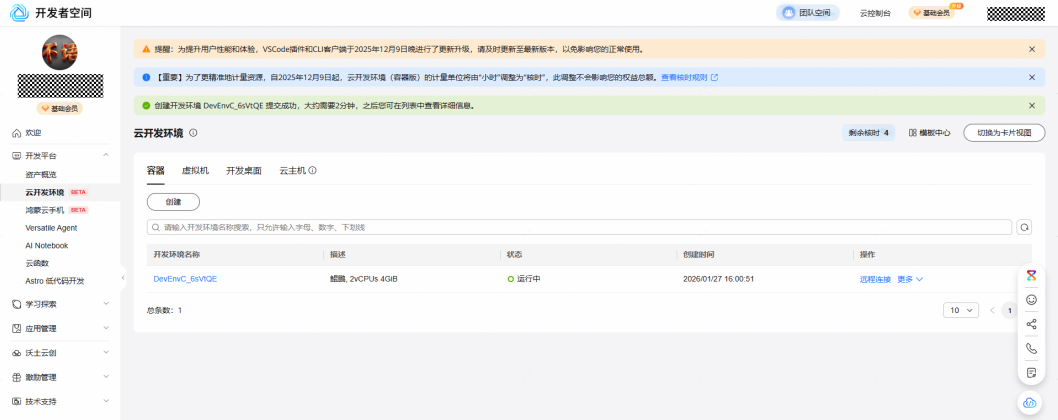 开发者空间
团队空间
云控制台
基础会员
不语
基础会员
欢迎
开发平台
资产概览
云开发环境 BETA
鸿蒙云手机 BETA
Versatile Agent
AI Notebook
云函数
Astro 低代码开发
学习探索
应用管理
沃土云创
激励管理
技术支持
提醒：为提升用户性能和体验，VSCode插件和CLI客户端于2025年12月9日晚进行了更新升级，请及时更新至最新版本，以免影响您的正常使用。
【重要】为了更精准地计量资源，自2025年12月9日起，云开发环境（容器版）的计量单位将由“小时”调整为“核时”，此调整不会影响您的权益总额。查看核时规则
创建开发环境 DevEnvC_6sVtQE 提交成功，大约需要2分钟，之后您可在列表中查看详细信息。
云开发环境
剩余核时 4
模板中心
切换为卡片视图
容器 虚拟机 开发桌面 云主机
创建
请输入开发环境名称搜索，只允许输入字母、数字、下划线
开发环境名称 描述 状态 创建时间 操作
DevEnvC_6sVtQE 鲲鹏, 2vCPUs 4GiB 运行中 2026/01/27 16:00:51 远程连接 更多
总条数：1
10
1